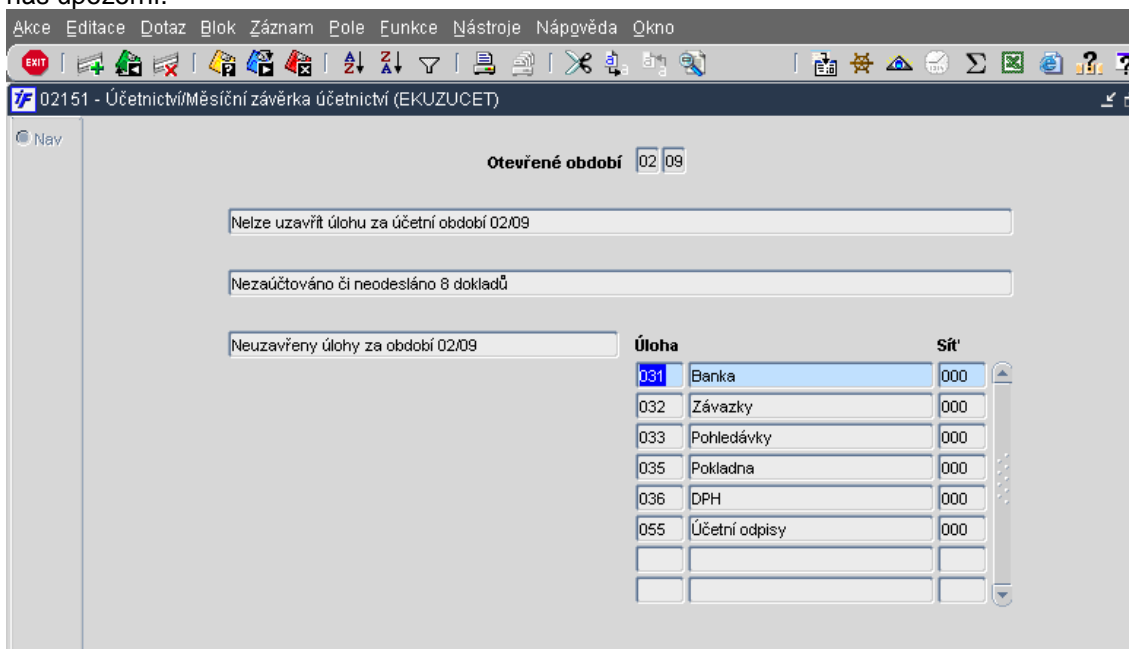 nás upozorní.
Akce Editace Dotaz Blok Záznam Pole Funkce Nástroje Nápověda Okno
EXIT
02151 - Účetnictví/Měsíční závěrka účetnictví (EKUZUCET)
Nav
Otevřené období 02 09
Nelze uzavřít úlohu za účetní období 02/09
Nezaúčtováno či neodesláno 8 dokladů
Neuzavřeny úlohy za období 02/09 Úloha Síť
031 Banka 000
032 Závazky 000
033 Pohledávky 000
035 Pokladna 000
036 DPH 000
055 Účetní odpisy 000